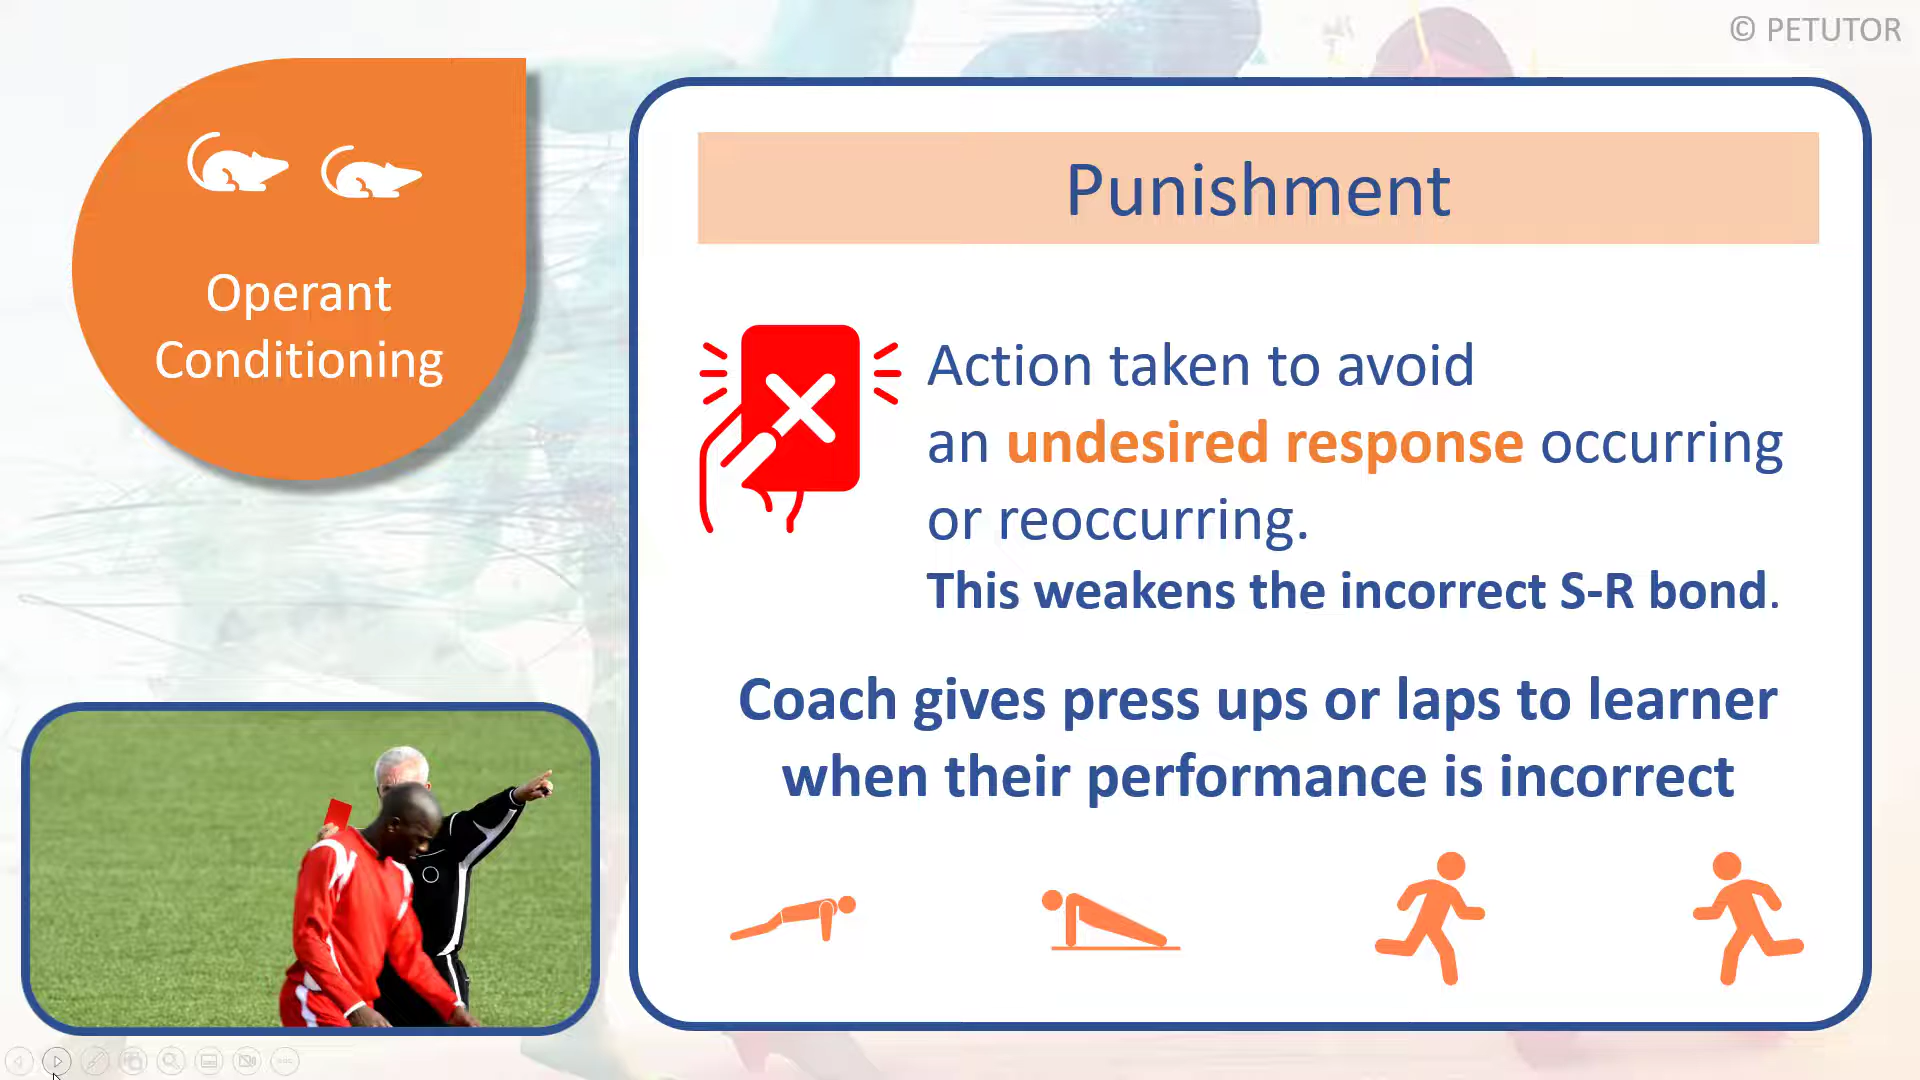 © PETUTOR
Operant
Conditioning
Punishment
Action taken to avoid
an undesired response occurring
or reoccurring.
This weakens the incorrect S-R bond.
Coach gives press ups or laps to learner
when their performance is incorrect